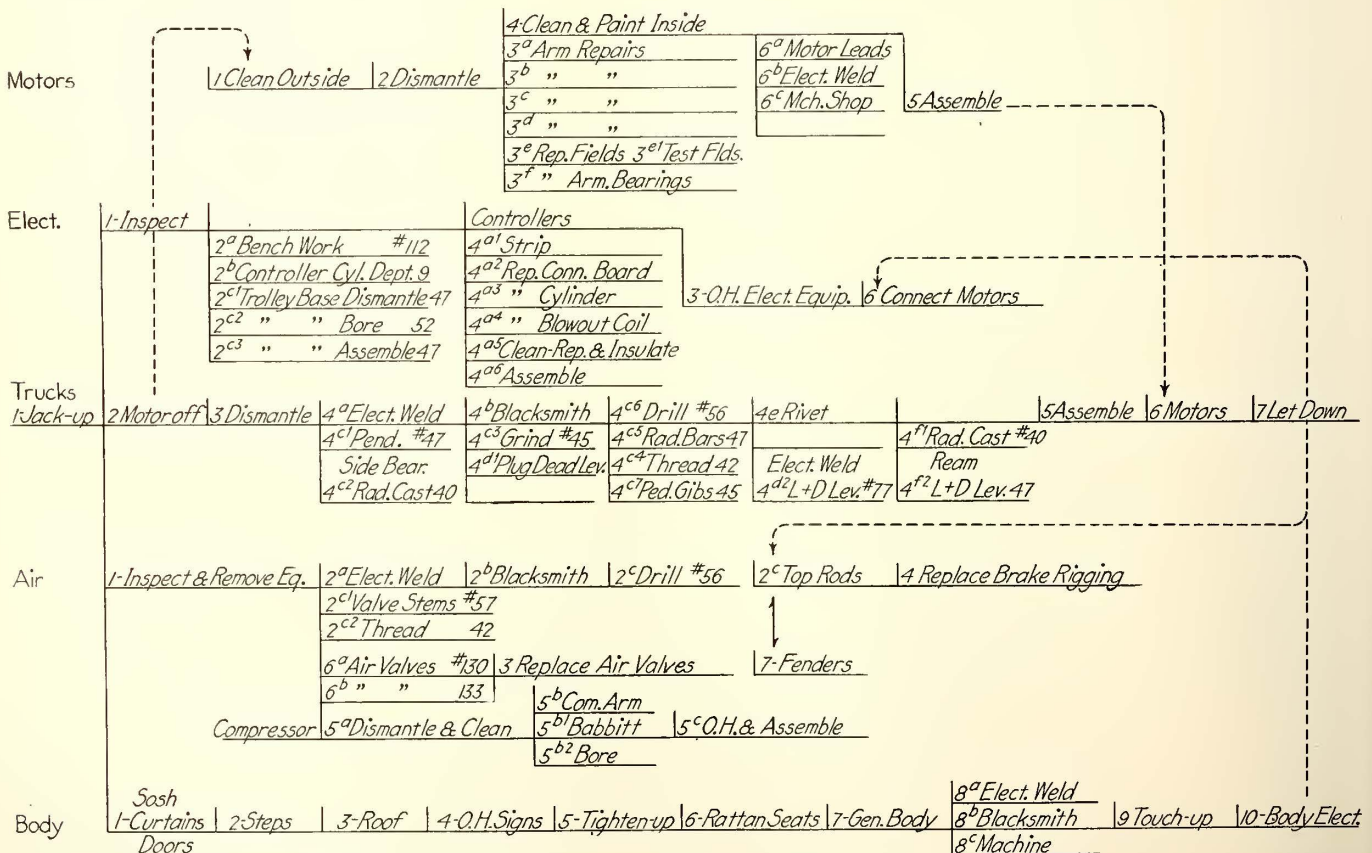 4-Clean & Paint Inside
3a Arm Repairs
6a Motor Leads
Motors
1 Clean Outside
2 Dismantle
3b ,, ,,
6b Elect. Weld
3c ,, ,,
6c Mch. Shop
5 Assemble
3d ,, ,,
3e Rep. Fields 3e1 Test Flds.
3f ,, Arm. Bearings
Elect.
1-Inspect
Controllers
2a Bench Work #112
4a1 Strip
2b Controller Cyl. Dept. 9
4a2 Rep. Conn. Board
2c1 Trolley Base Dismantle 47
4a3 ,, Cylinder
3-O.H. Elect. Equip.
6 Connect Motors
2c2 ,, ,, Bore 52
4a4 ,, Blowout Coil
2c3 ,, ,, Assemble 47
4a5 Clean-Rep. & Insulate
4a6 Assemble
Trucks
1-Jack-up
2 Motor off
3 Dismantle
4a Elect. Weld
4b Blacksmith
4c6 Drill #56
4e Rivet
5 Assemble
6 Motors
7 Let Down
4c1 Pend. #47
4c3 Grind #45
4c5 Rad. Bars 47
4f1 Rad. Cast #40
Side Bear.
4d1 Plug Dead Lev.
4c4 Thread 42
Elect. Weld
Ream
4c2 Rad. Cast 40
4c7 Ped. Gibs 45
4d2 L+D Lev. #77
4f2 L+D Lev. 47
Air
1-Inspect & Remove Eq.
2a Elect. Weld
2b Blacksmith
2c Drill #56
2c Top Rods
4 Replace Brake Rigging
2c1 Valve Stems #57
2c2 Thread 42
6a Air Valves #130
3 Replace Air Valves
7-Fenders
6b ,, ,, 133
5b Com. Arm
Compressor
5a Dismantle & Clean
5b1 Babbitt
5c O.H. & Assemble
5b2 Bore
Body
Sosh
1-Curtains
Doors
2-Steps
3-Roof
4-O.H. Signs
5-Tighten-up
6-Rattan Seats
7-Gen. Body
8a Elect. Weld
8b Blacksmith
8c Machine
9 Touch-up
10-Body Elect.